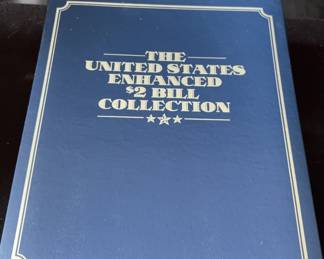 THE
UNITED STATES
ENHANCED
$2 BILL
COLLECTION